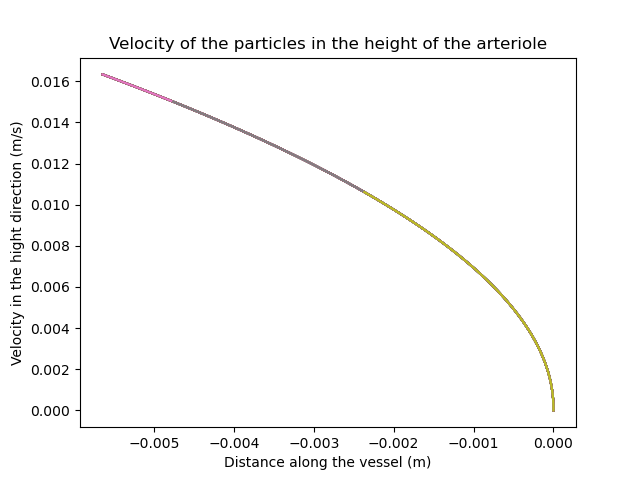 Velocity of the particles in the height of the arteriole
Velocity in the hight direction (m/s)
0.016
0.014
0.012
0.010
0.008
0.006
0.004
0.002
0.000
−0.005 −0.004 −0.003 −0.002 −0.001 0.000
Distance along the vessel (m)